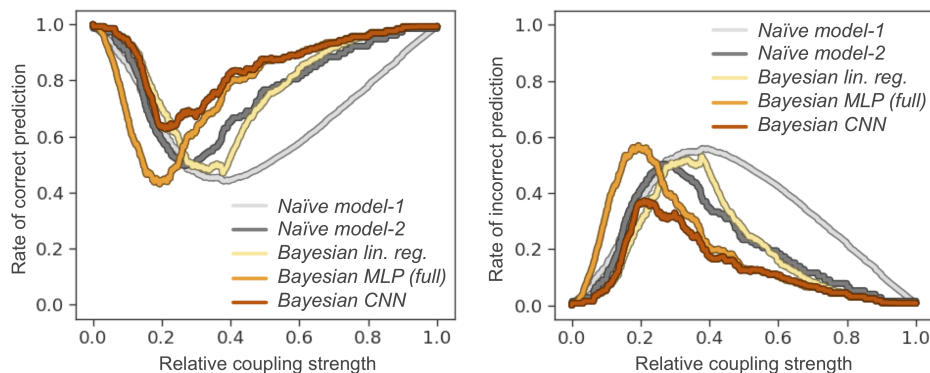 1.0
0.8
0.6
0.4
0.2
0.0
Rate of correct prediction
Naïve model-1
Naïve model-2
Bayesian lin. reg.
Bayesian MLP (full)
Bayesian CNN
0.0 0.2 0.4 0.6 0.8 1.0
Relative coupling strength
1.0
0.8
0.6
0.4
0.2
0.0
Rate of incorrect prediction
Naïve model-1
Naïve model-2
Bayesian lin. reg.
Bayesian MLP (full)
Bayesian CNN
0.0 0.2 0.4 0.6 0.8 1.0
Relative coupling strength